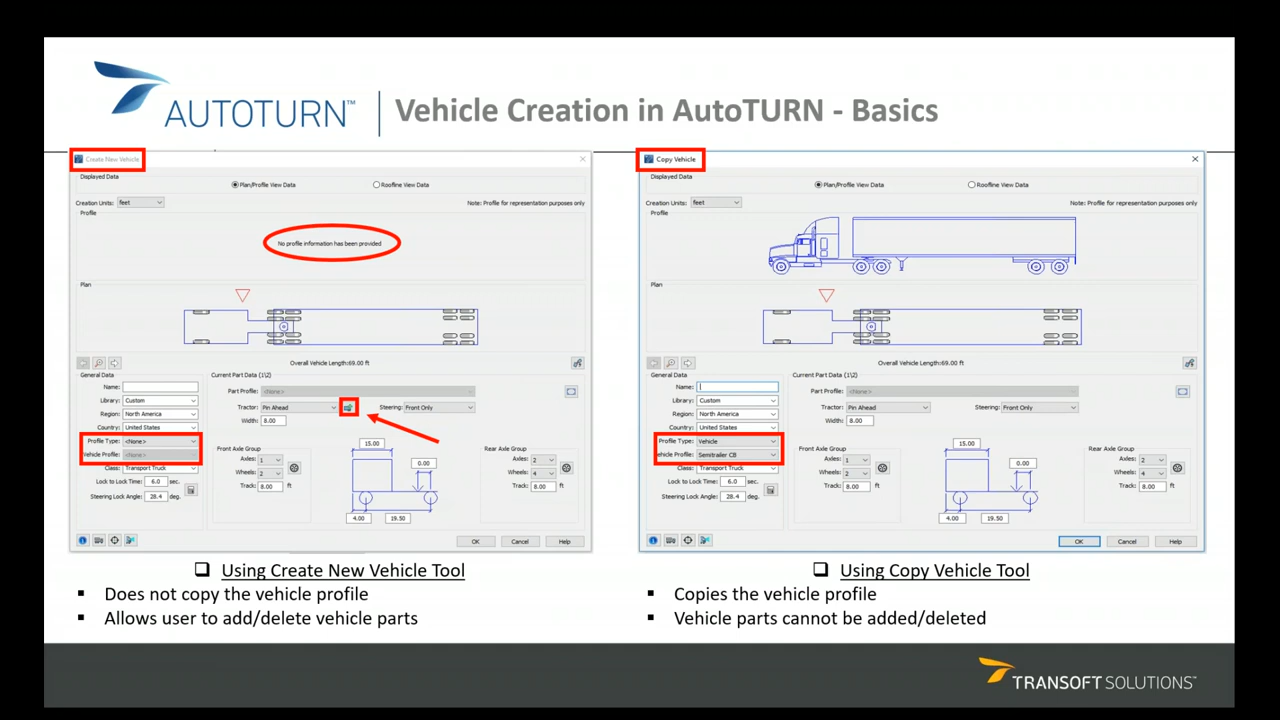 AUTOTURN™
Vehicle Creation in AutoTURN - Basics
Create New Vehicle
Displayed Data
Plan/Profile View Data
Roofline View Data
Creation Units: feet
Note: Profile for representation purposes only
Profile
No profile information has been provided
Plan
Overall Vehicle Length:69.00 ft
General Data
Name:
Library: Custom
Region: North America
Country: United States
Profile Type: <None>
Vehicle Profile: <None>
Class: Transport Truck
Lock to Lock Time: 6.0 sec.
Steering Lock Angle: 28.4 deg.
Current Part Data (1\2)
Part Profile: <None>
Tractor: Pin Ahead
Steering: Front Only
Width: 8.00
Front Axle Group
Axles: 1
Wheels: 2
Track: 8.00 ft
15.00
0.00
4.00
19.50
Rear Axle Group
Axles: 2
Wheels: 4
Track: 8.00 ft
OK
Cancel
Help
Copy Vehicle
Displayed Data
Plan/Profile View Data
Roofline View Data
Creation Units: feet
Note: Profile for representation purposes only
Profile
Plan
Overall Vehicle Length:69.00 ft
General Data
Name:
Library: Custom
Region: North America
Country: United States
Profile Type: Vehicle
Vehicle Profile: Semitrailer CB
Class: Transport Truck
Lock to Lock Time: 6.0 sec.
Steering Lock Angle: 28.4 deg.
Current Part Data (1\2)
Part Profile: <None>
Tractor: Pin Ahead
Steering: Front Only
Width: 8.00
Front Axle Group
Axles: 1
Wheels: 2
Track: 8.00 ft
15.00
0.00
4.00
19.50
Rear Axle Group
Axles: 2
Wheels: 4
Track: 8.00 ft
OK
Cancel
Help
Using Create New Vehicle Tool
Does not copy the vehicle profile
Allows user to add/delete vehicle parts
Using Copy Vehicle Tool
Copies the vehicle profile
Vehicle parts cannot be added/deleted
TRANSOFT SOLUTIONS™